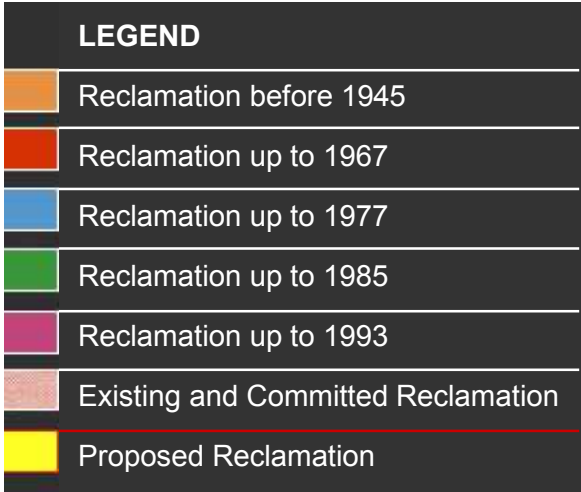 LEGEND
Reclamation before 1945
Reclamation up to 1967
Reclamation up to 1977
Reclamation up to 1985
Reclamation up to 1993
Existing and Committed Reclamation
Proposed Reclamation